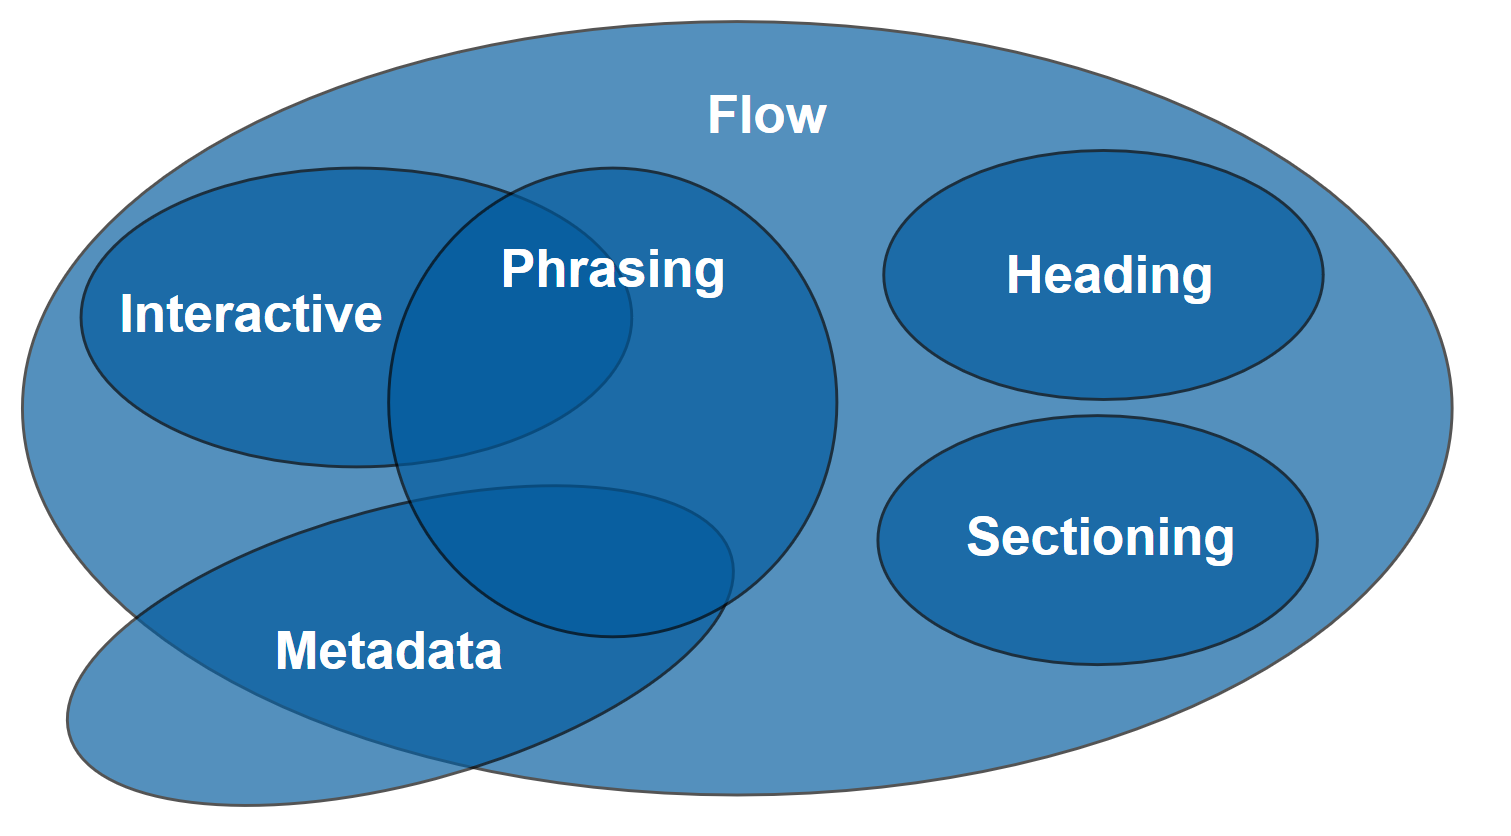 Flow
Phrasing
Heading
Interactive
Sectioning
Metadata